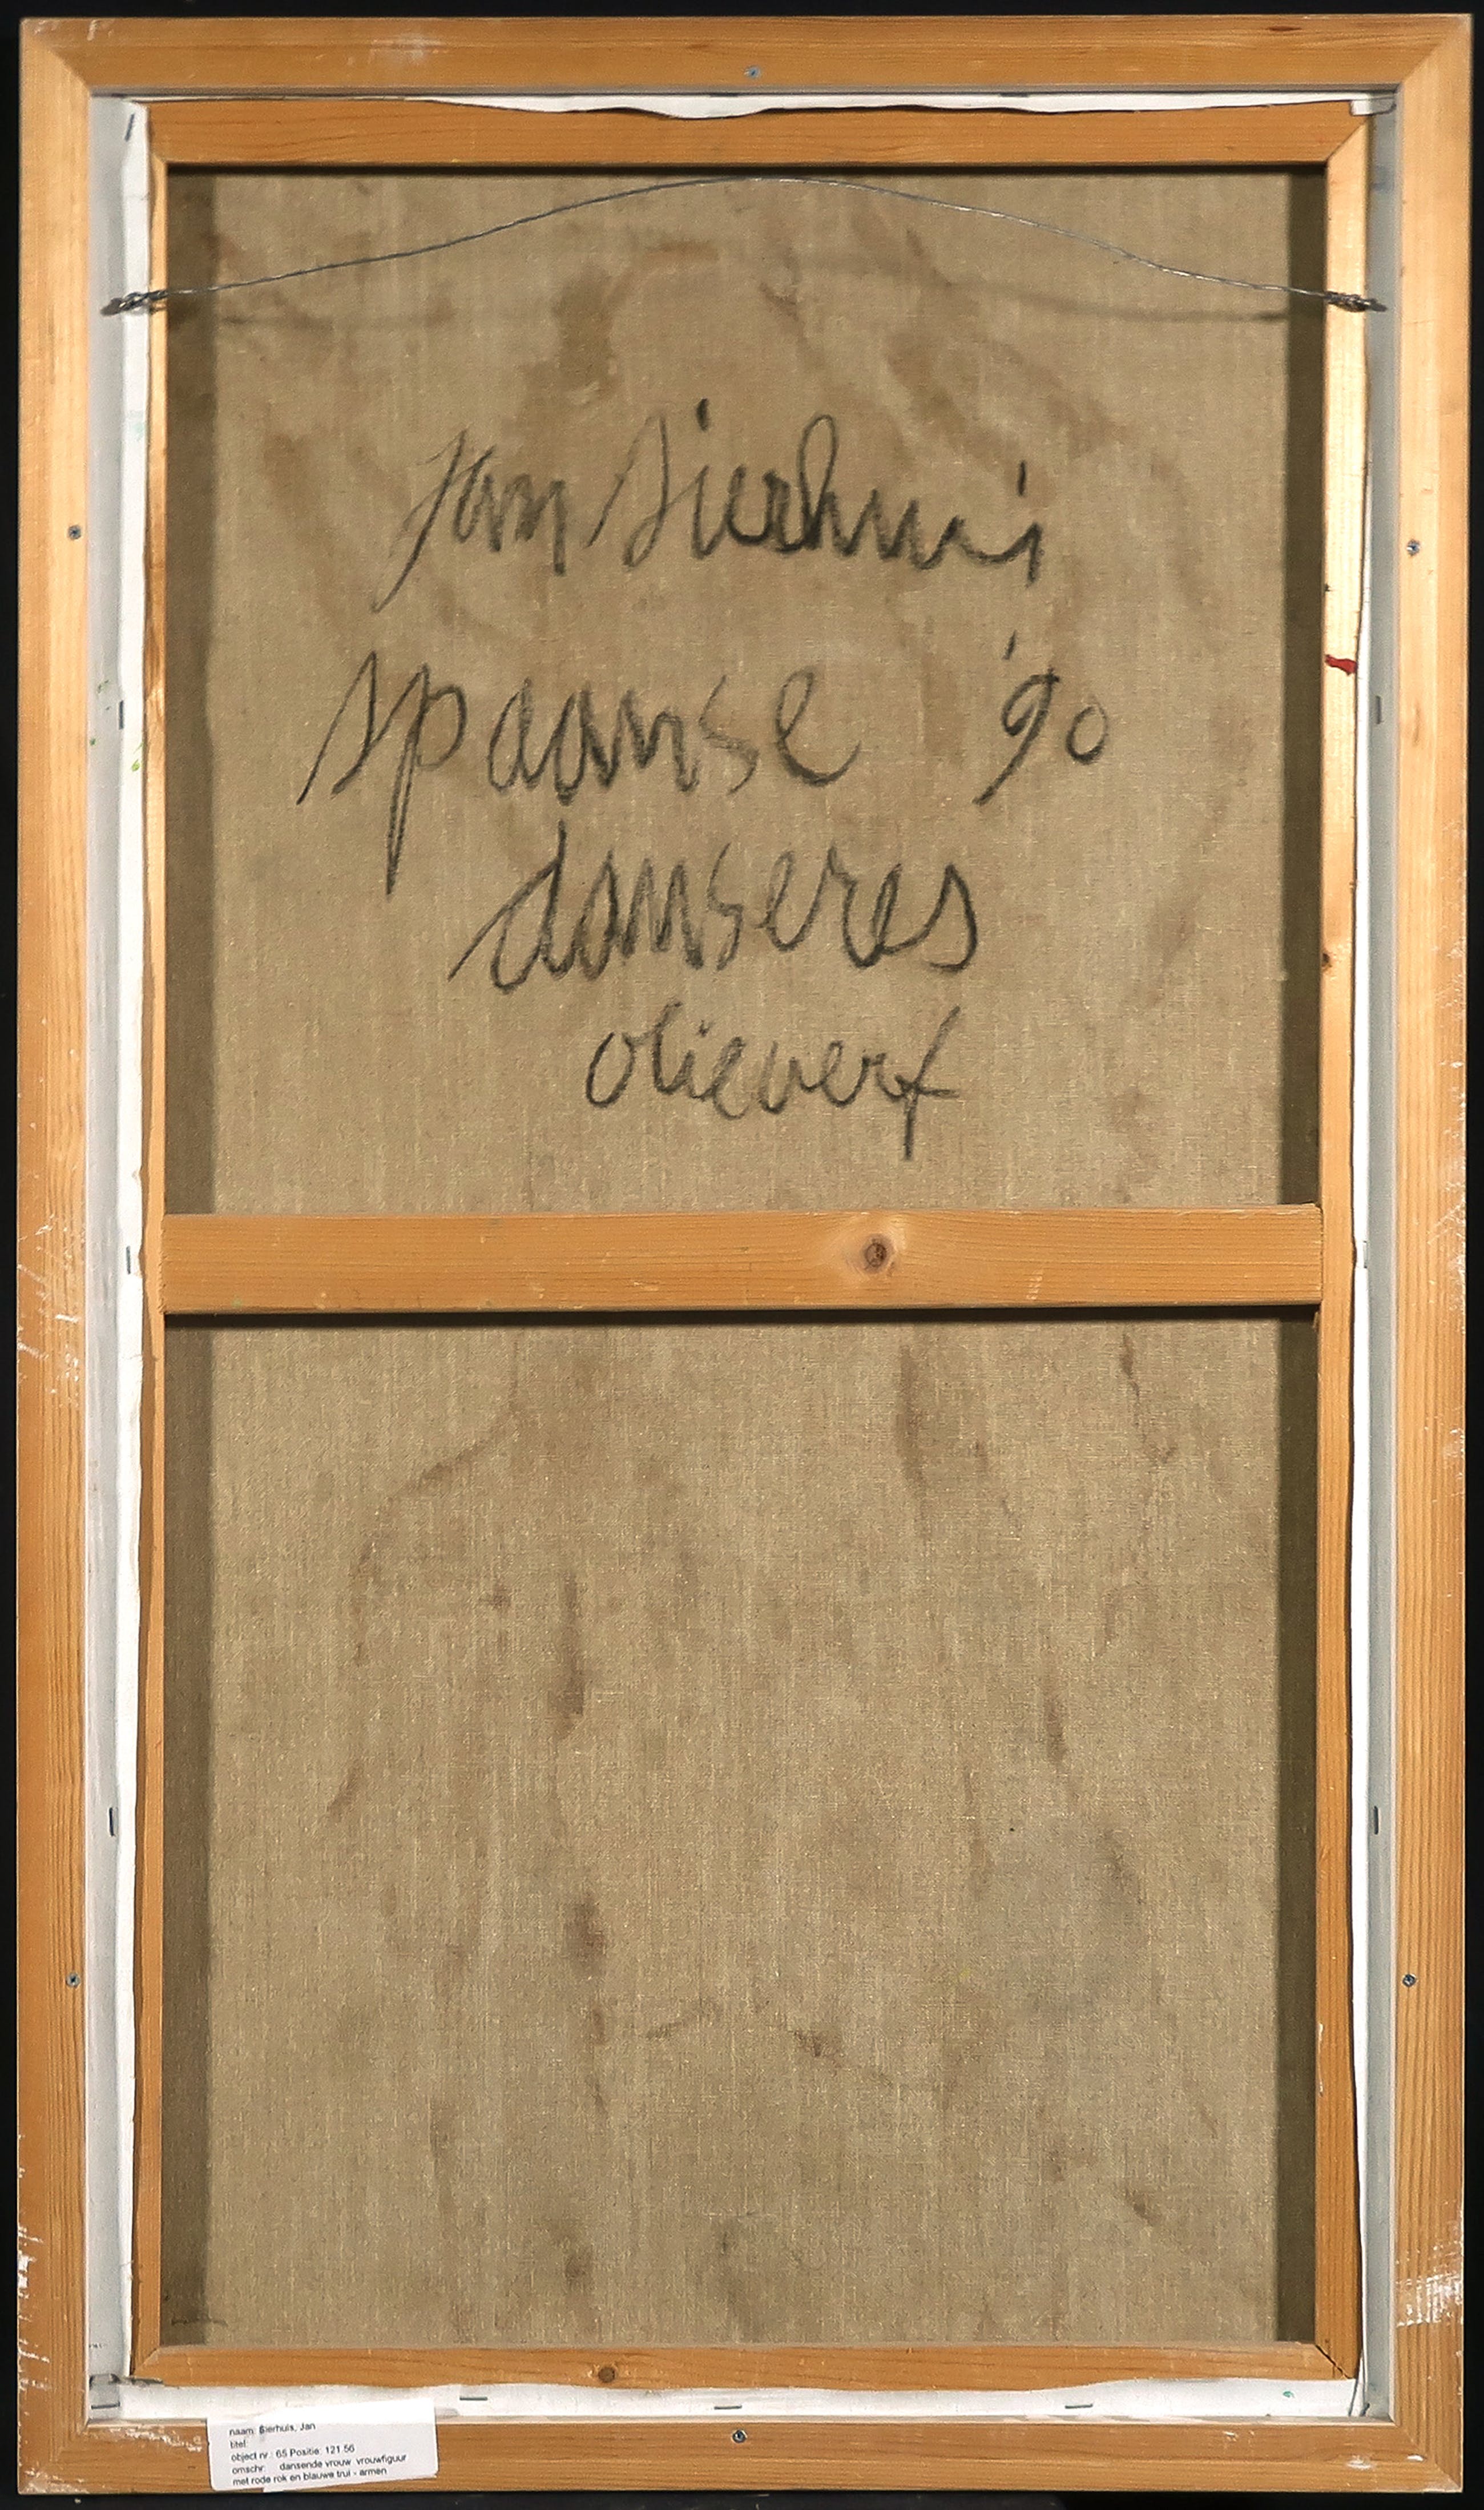 Jan Sierhuis
spaanse '90
danseres
olieverf
naam: Sierhuis, Jan
titel:
object nr.: 65 Positie: 121.56
omschr: dansende vrouw vrouwfiguur
met rode rok en blauwe trui - armen